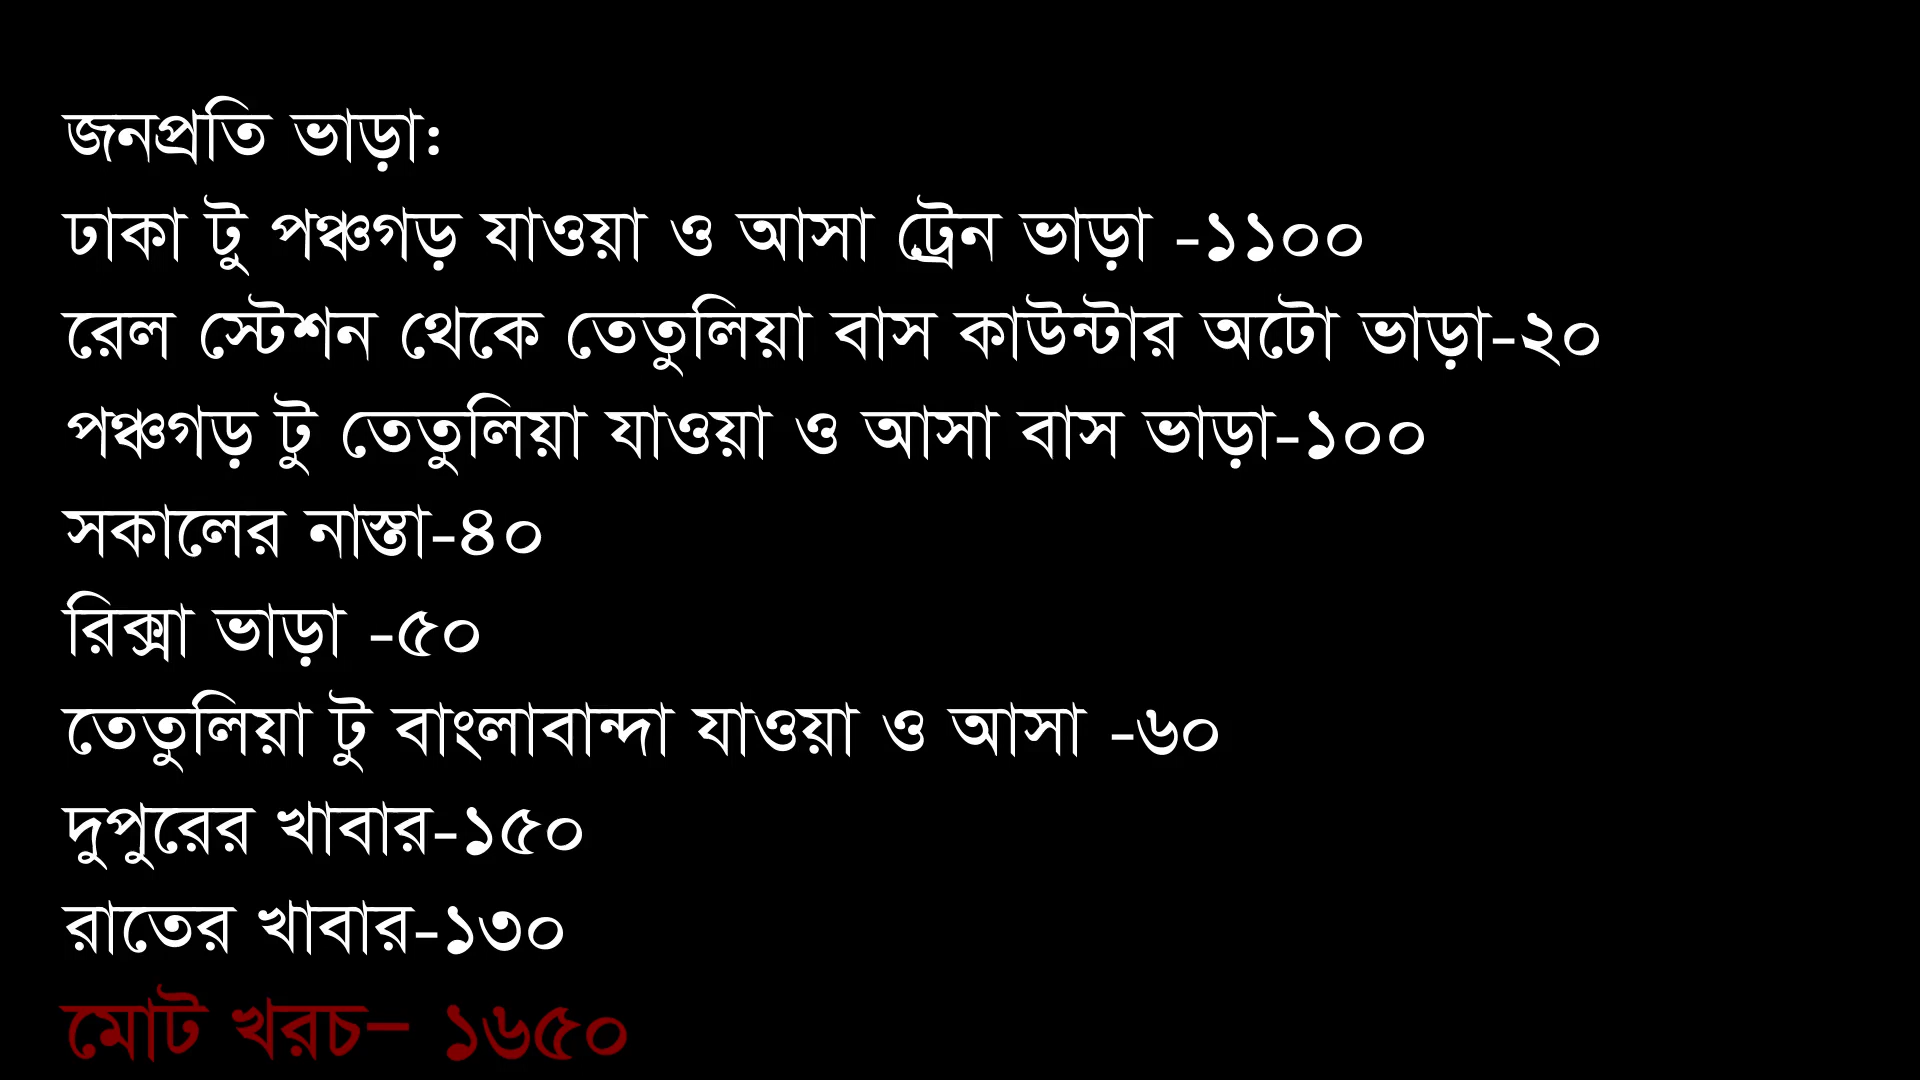 জনপ্রতি ভাড়াঃ
ঢাকা টু পঞ্চগড় যাওয়া ও আসা ট্রেন ভাড়া -১১০০
রেল স্টেশন থেকে তেতুলিয়া বাস কাউন্টার অটো ভাড়া-২০
পঞ্চগড় টু তেতুলিয়া যাওয়া ও আসা বাস ভাড়া-১০০
সকালের নাস্তা-৪০
রিক্সা ভাড়া -৫০
তেতুলিয়া টু বাংলাবান্দা যাওয়া ও আসা -৬০
দুপুরের খাবার-১৫০
রাতের খাবার-১৩০
মোট খরচ– ১৬৫০